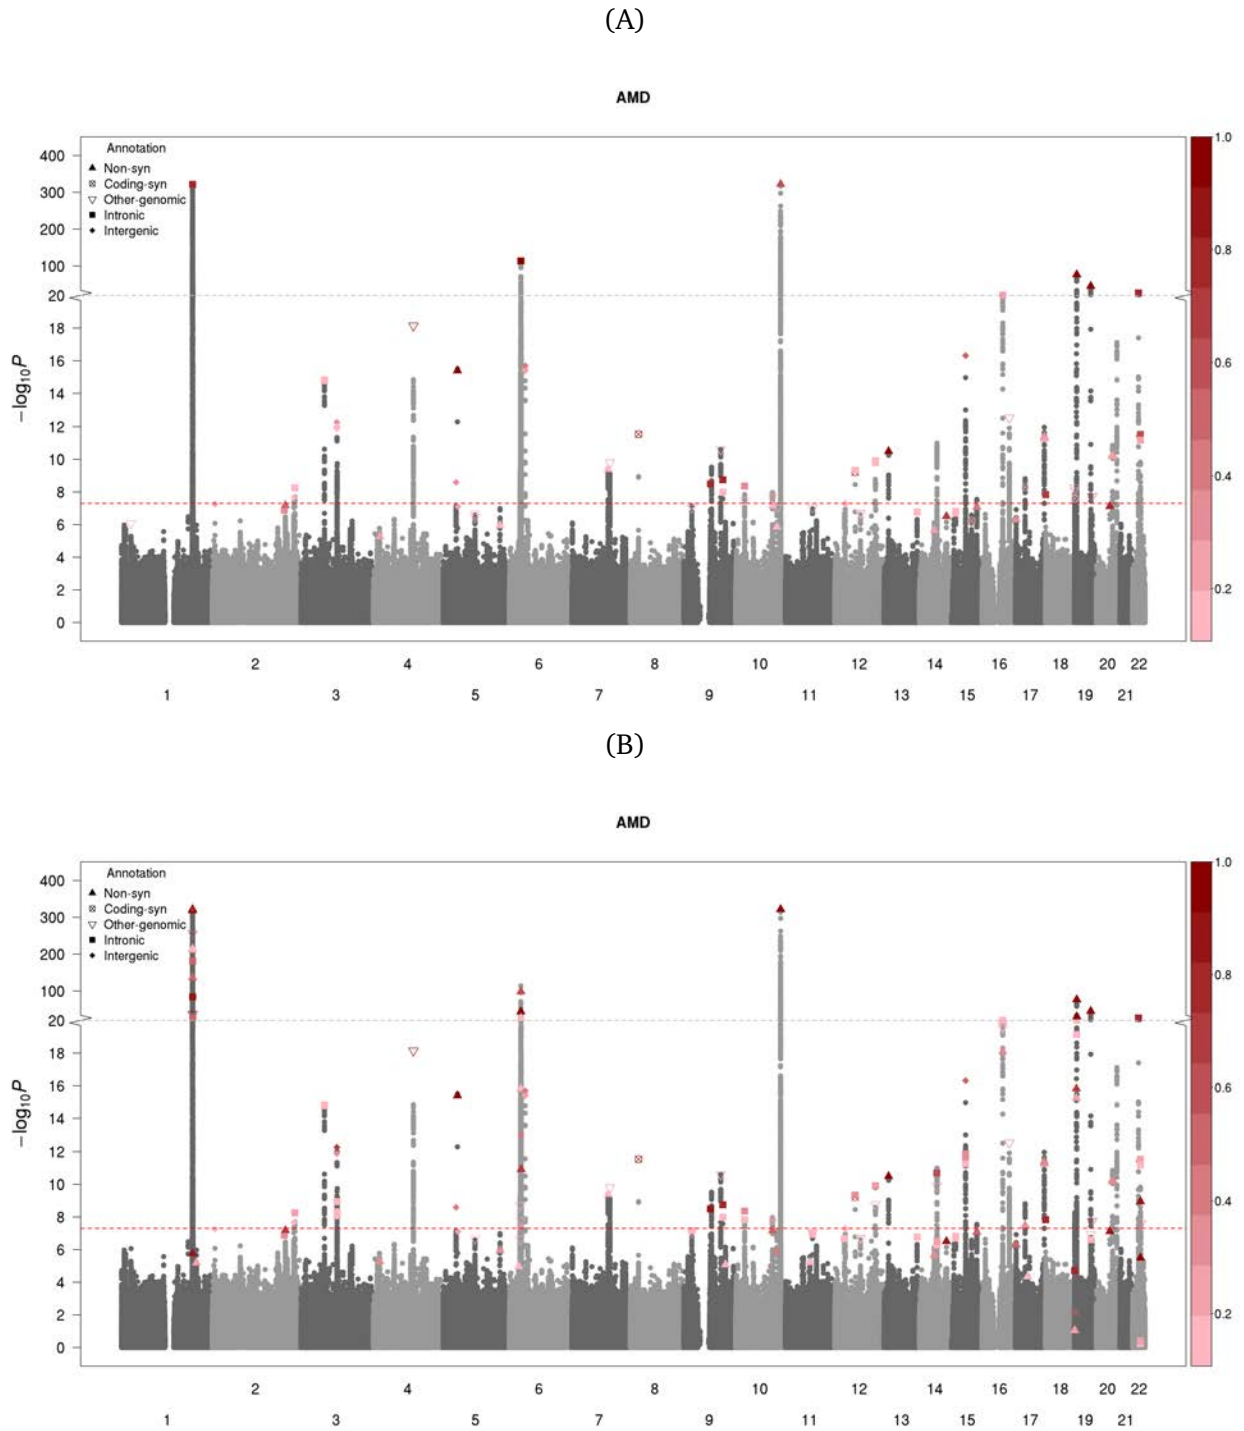 (A)
AMD
Annotation
Non-syn
Coding-syn
Other-genomic
Intronic
Intergenic
400
300
200
100
20
18
16
14
12
10
8
6
4
2
0
−log10P
1.0
0.8
0.6
0.4
0.2
2 4 6 8 10 12 14 16 18 20 22
1 3 5 7 9 11 13 15 17 19 21
(B)
AMD
Annotation
Non-syn
Coding-syn
Other-genomic
Intronic
Intergenic
400
300
200
100
20
18
16
14
12
10
8
6
4
2
0
−log10P
1.0
0.8
0.6
0.4
0.2
2 4 6 8 10 12 14 16 18 20 22
1 3 5 7 9 11 13 15 17 19 21